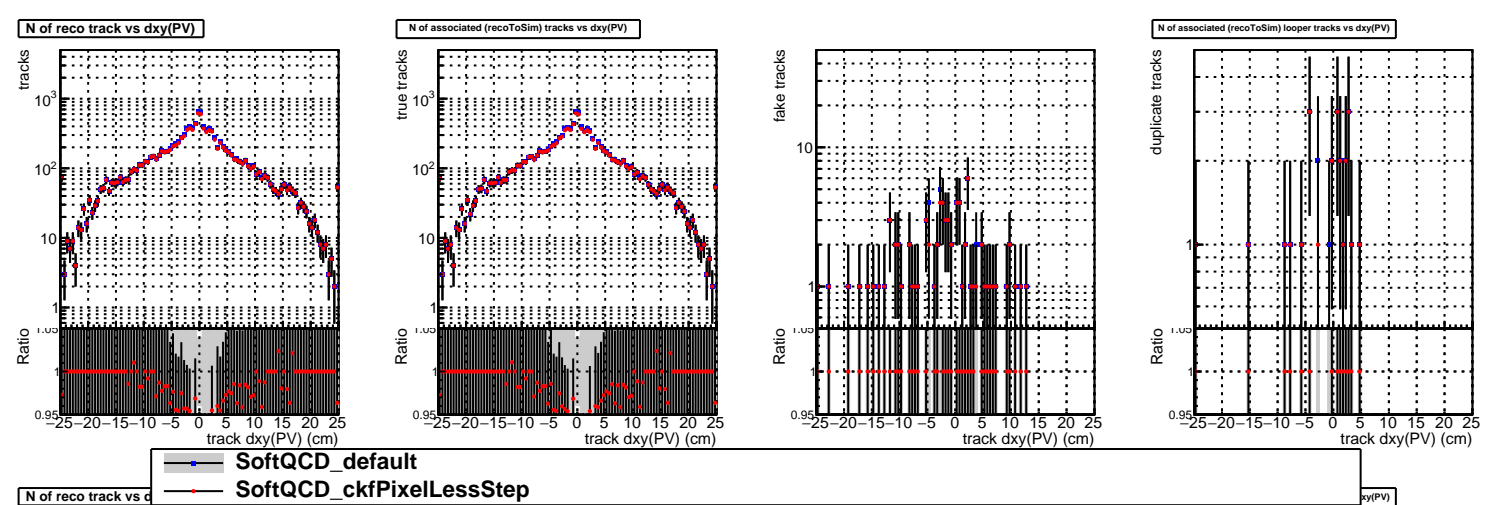 N of reco track vs dxy(PV)
N of associated (recoToSim) tracks vs dxy(PV)
N of associated (recoToSim) looper tracks vs dxy(PV)
tracks
10³
10²
10
1
Ratio
1.05
1
0.95
−25 −20 −15 −10 −5 0 5 10 15 20 25
track dxy(PV) (cm)
true tracks
10³
10²
10
1
Ratio
1.05
1
0.95
−25 −20 −15 −10 −5 0 5 10 15 20 25
track dxy(PV) (cm)
fake tracks
10
1
Ratio
1.05
1
0.95
−25 −20 −15 −10 −5 0 5 10 15 20 25
track dxy(PV) (cm)
duplicate tracks
1
Ratio
1.05
1
0.95
−25 −20 −15 −10 −5 0 5 10 15 20 25
track dxy(PV) (cm)
SoftQCD_default
SoftQCD_ckfPixelLessStep
N of reco track vs d
xy(PV)